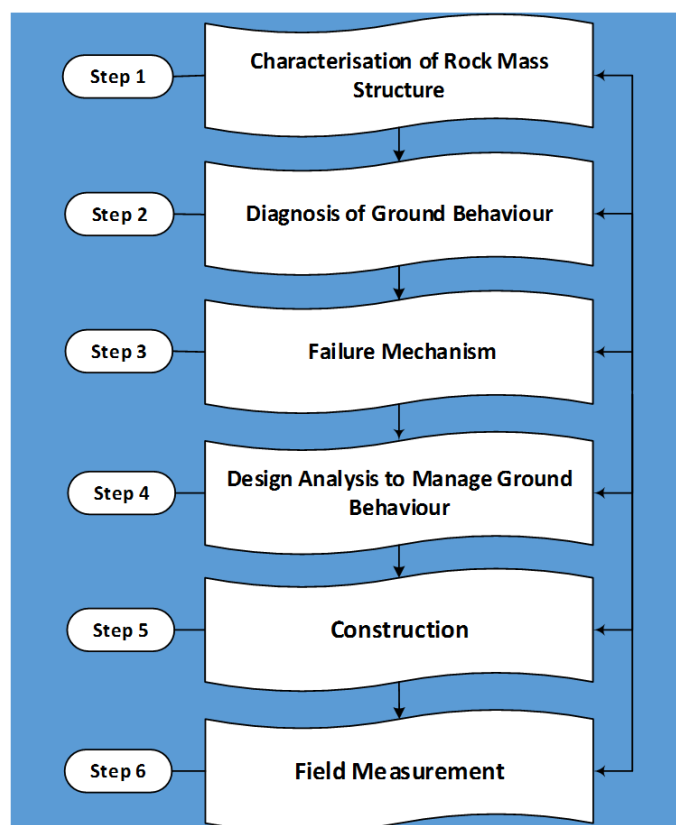 Step 1
Characterisation of Rock Mass
Structure
Step 2
Diagnosis of Ground Behaviour
Step 3
Failure Mechanism
Step 4
Design Analysis to Manage Ground
Behaviour
Step 5
Construction
Step 6
Field Measurement